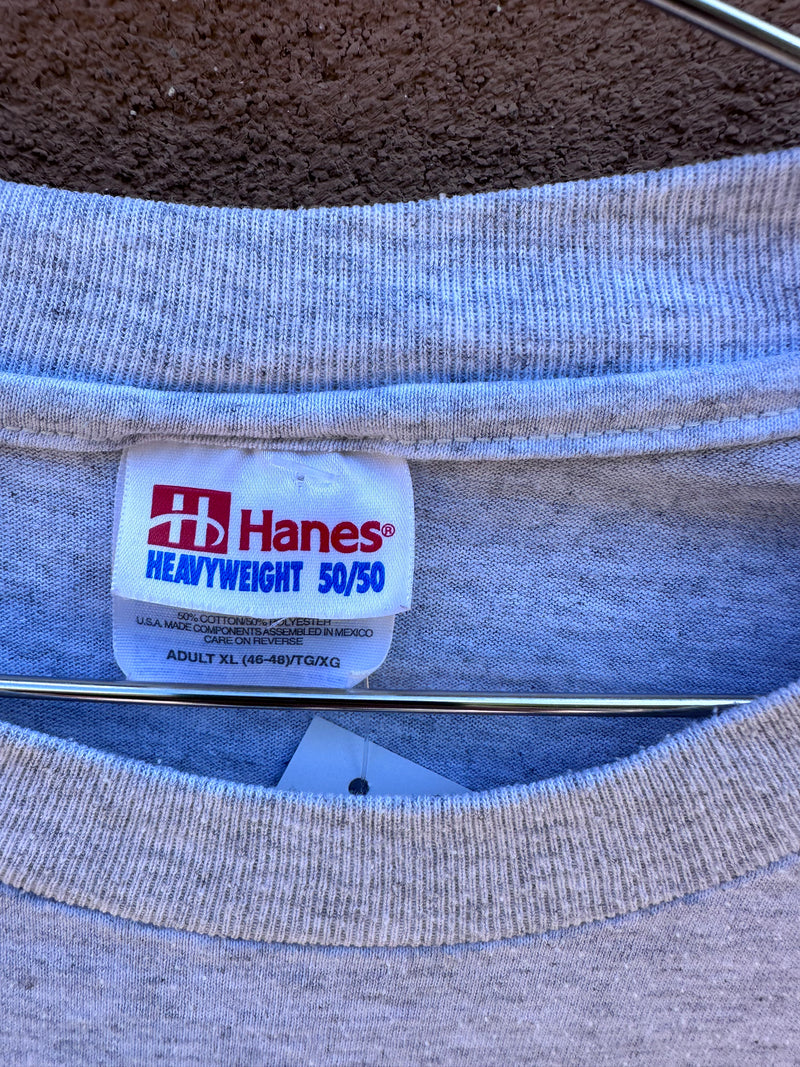 Hanes®
HEAVYWEIGHT 50/50
50% COTTON/50% POLYESTER
U.S.A. MADE COMPONENTS ASSEMBLED IN MEXICO
CARE ON REVERSE
ADULT XL (46-48)/TG/XG